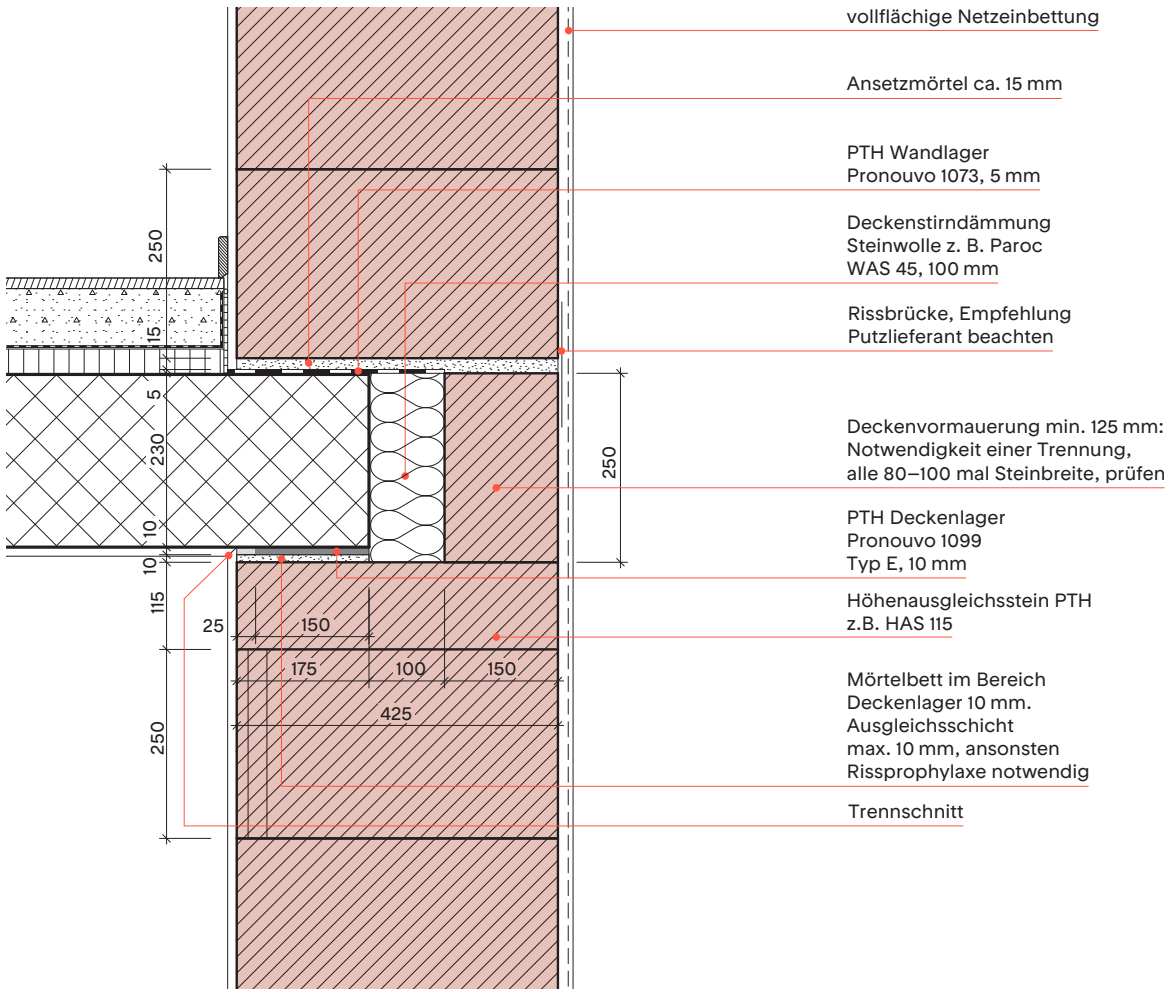 vollflächige Netzeinbettung
Ansetzmörtel ca. 15 mm
PTH Wandlager
Pronouvo 1073, 5 mm
Deckenstirndämmung
Steinwolle z. B. Paroc
WAS 45, 100 mm
Rissbrücke, Empfehlung
Putzlieferant beachten
Deckenvormauerung min. 125 mm:
Notwendigkeit einer Trennung,
alle 80–100 mal Steinbreite, prüfen
PTH Deckenlager
Pronouvo 1099
Typ E, 10 mm
Höhenausgleichsstein PTH
z.B. HAS 115
Mörtelbett im Bereich
Deckenlager 10 mm.
Ausgleichsschicht
max. 10 mm, ansonsten
Rissprophylaxe notwendig
Trennschnitt
250
15
5
230
10
10
115
250
25
150
175
100
150
425
250